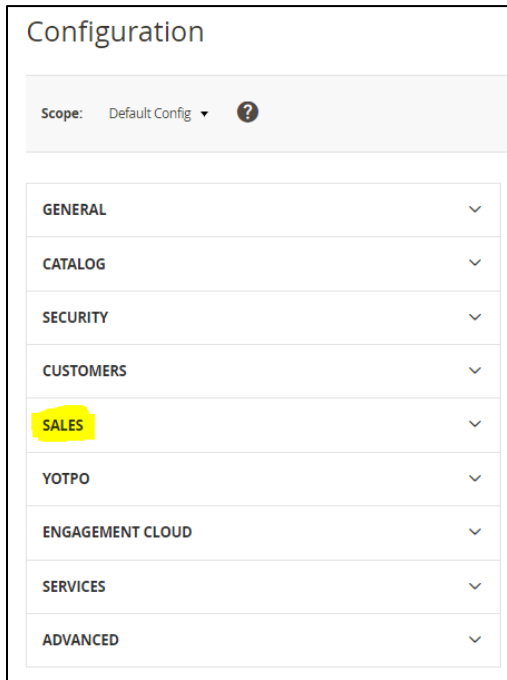 Configuration
Scope: Default Config
?
GENERAL
CATALOG
SECURITY
CUSTOMERS
SALES
YOTPO
ENGAGEMENT CLOUD
SERVICES
ADVANCED